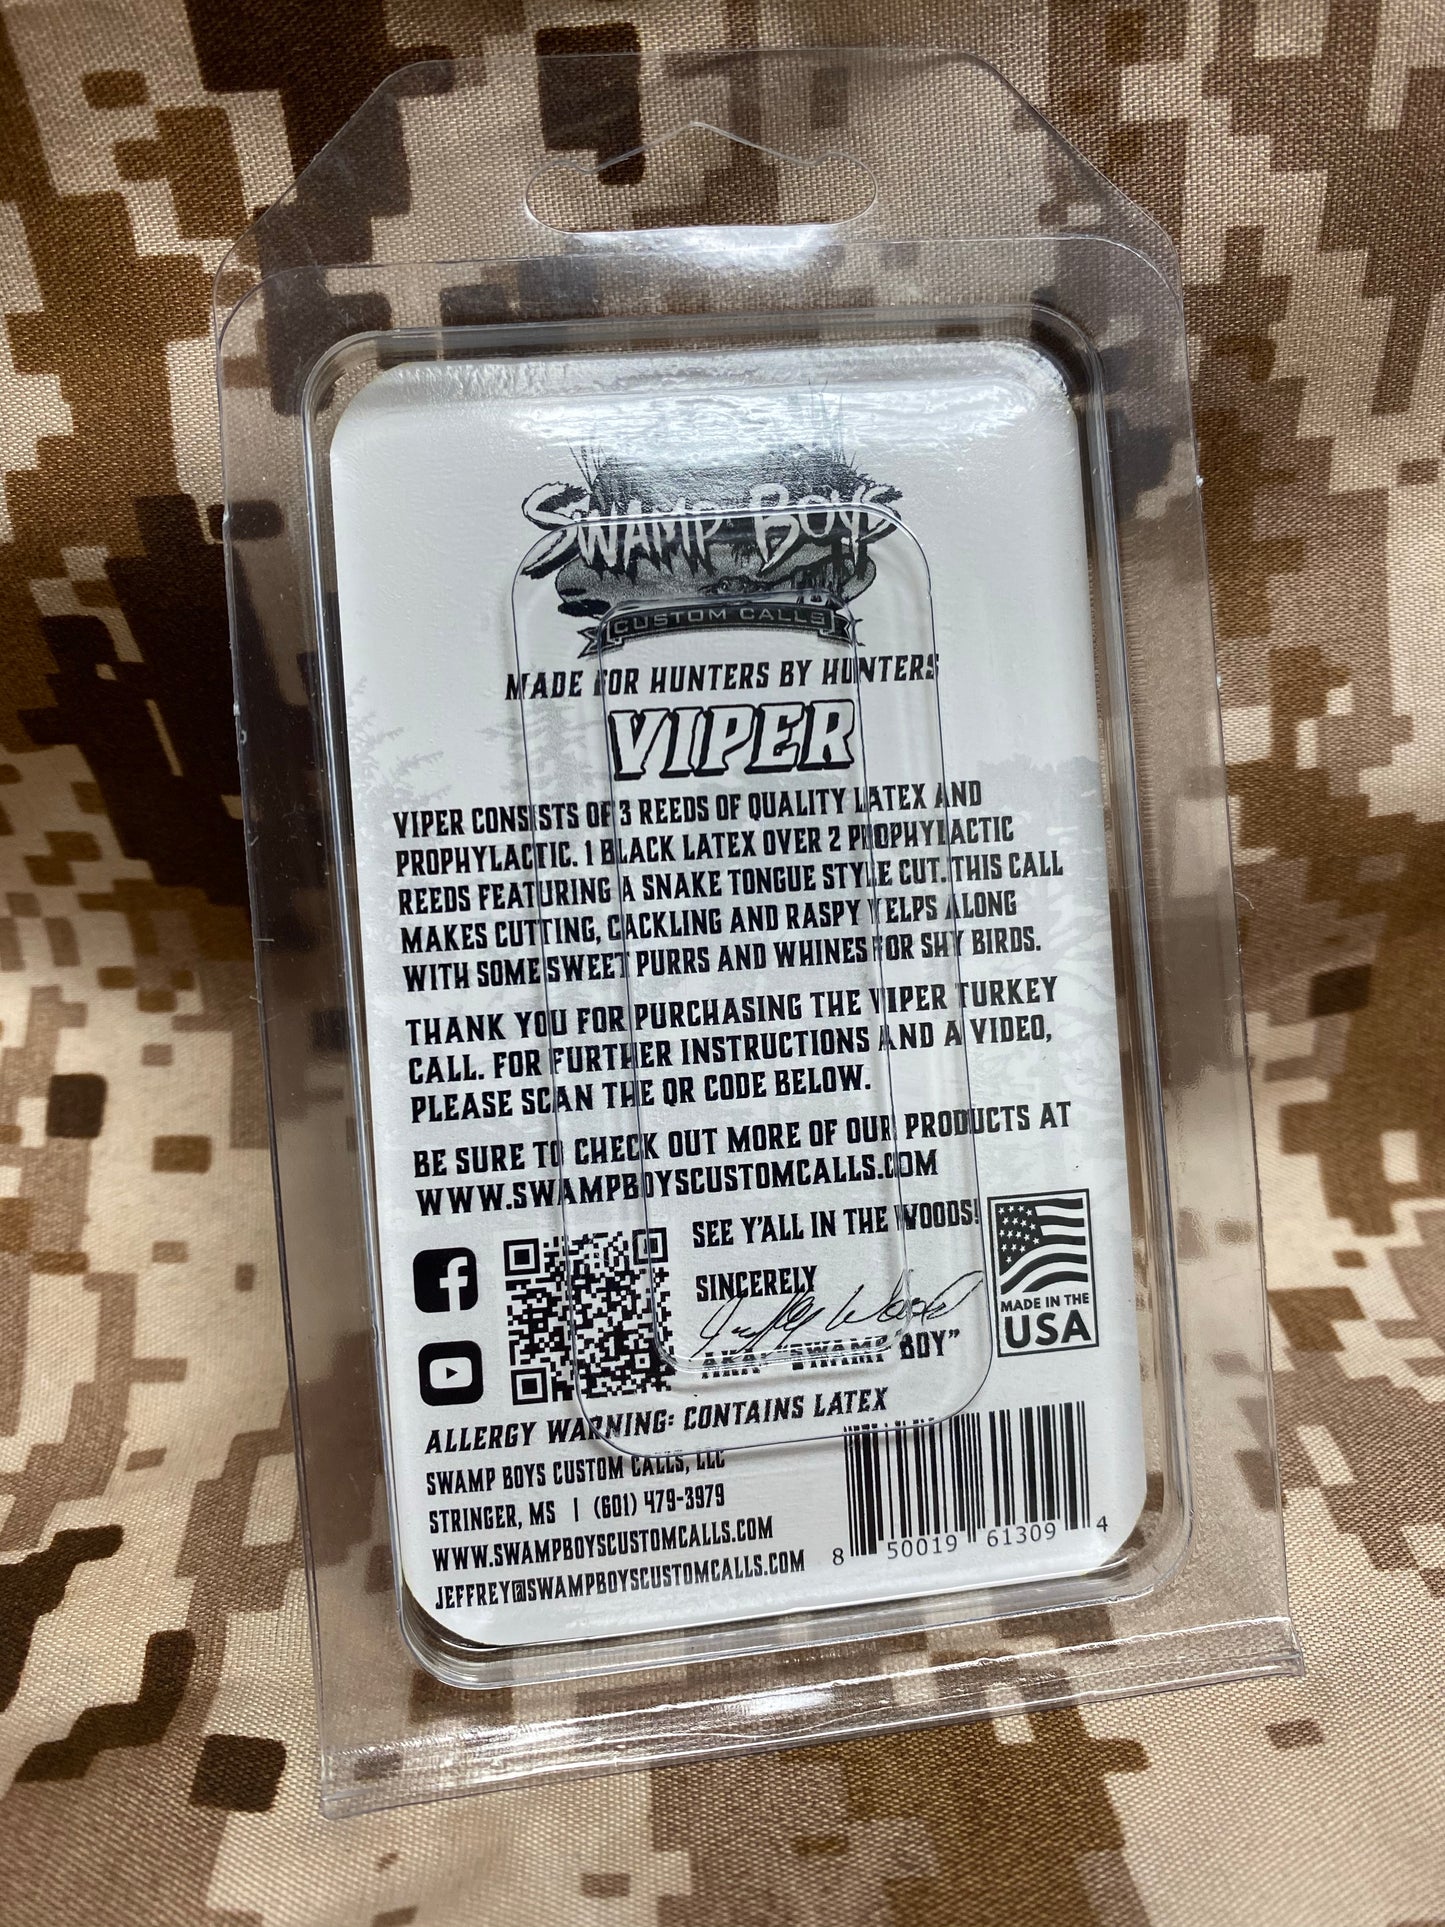 SWAMP BOYS
CUSTOM CALLS
MADE FOR HUNTERS BY HUNTERS
VIPER
VIPER CONSISTS OF 3 REEDS OF QUALITY LATEX AND
PROPHYLACTIC. 1 BLACK LATEX OVER 2 PROPHYLACTIC
REEDS FEATURING A SNAKE TONGUE STYLE CUT. THIS CALL
MAKES CUTTING, CACKLING AND RASPY YELPS ALONG
WITH SOME SWEET PURRS AND WHINES FOR SHY BIRDS.
THANK YOU FOR PURCHASING THE VIPER TURKEY
CALL. FOR FURTHER INSTRUCTIONS AND A VIDEO,
PLEASE SCAN THE QR CODE BELOW.
BE SURE TO CHECK OUT MORE OF OUR PRODUCTS AT
WWW.SWAMPBOYSCUSTOMCALLS.COM
SEE Y'ALL IN THE WOODS!
SINCERELY
Jeffrey Wood
AKA: "SWAMP BOY"
MADE IN THE
USA
ALLERGY WARNING: CONTAINS LATEX
SWAMP BOYS CUSTOM CALLS, LLC
STRINGER, MS | (601) 479-3979
WWW.SWAMPBOYSCUSTOMCALLS.COM
JEFFREY@SWAMPBOYSCUSTOMCALLS.COM
8 50019 61309 4